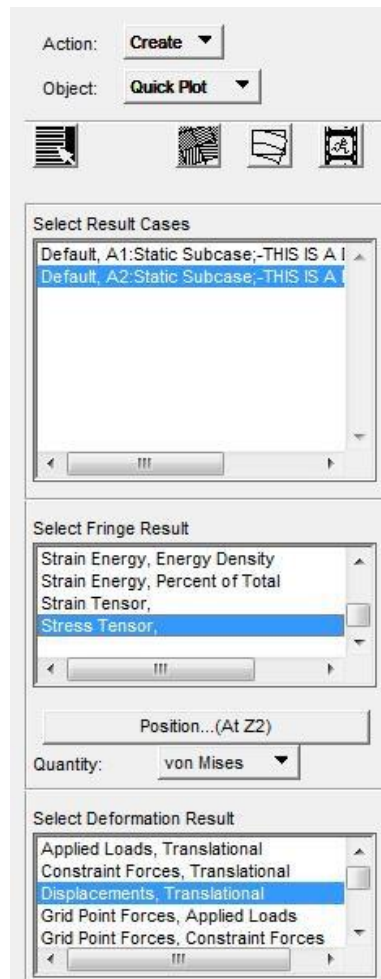 Action: Create
Object: Quick Plot
Select Result Cases
Default, A1:Static Subcase;-THIS IS A
Default, A2:Static Subcase;-THIS IS A
Select Fringe Result
Strain Energy, Energy Density
Strain Energy, Percent of Total
Strain Tensor,
Stress Tensor,
Position...(At Z2)
Quantity: von Mises
Select Deformation Result
Applied Loads, Translational
Constraint Forces, Translational
Displacements, Translational
Grid Point Forces, Applied Loads
Grid Point Forces, Constraint Forces